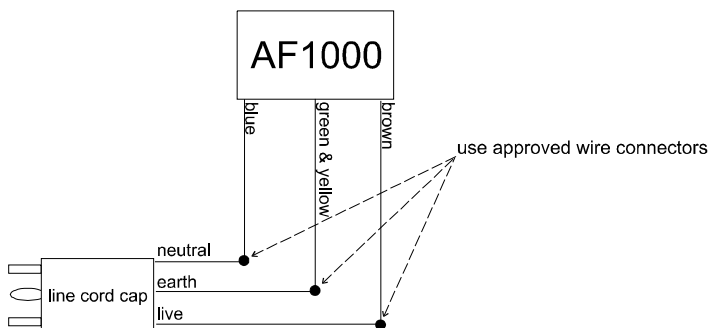 AF1000
blue
green & yellow
brown
use approved wire connectors
neutral
earth
line cord cap
live